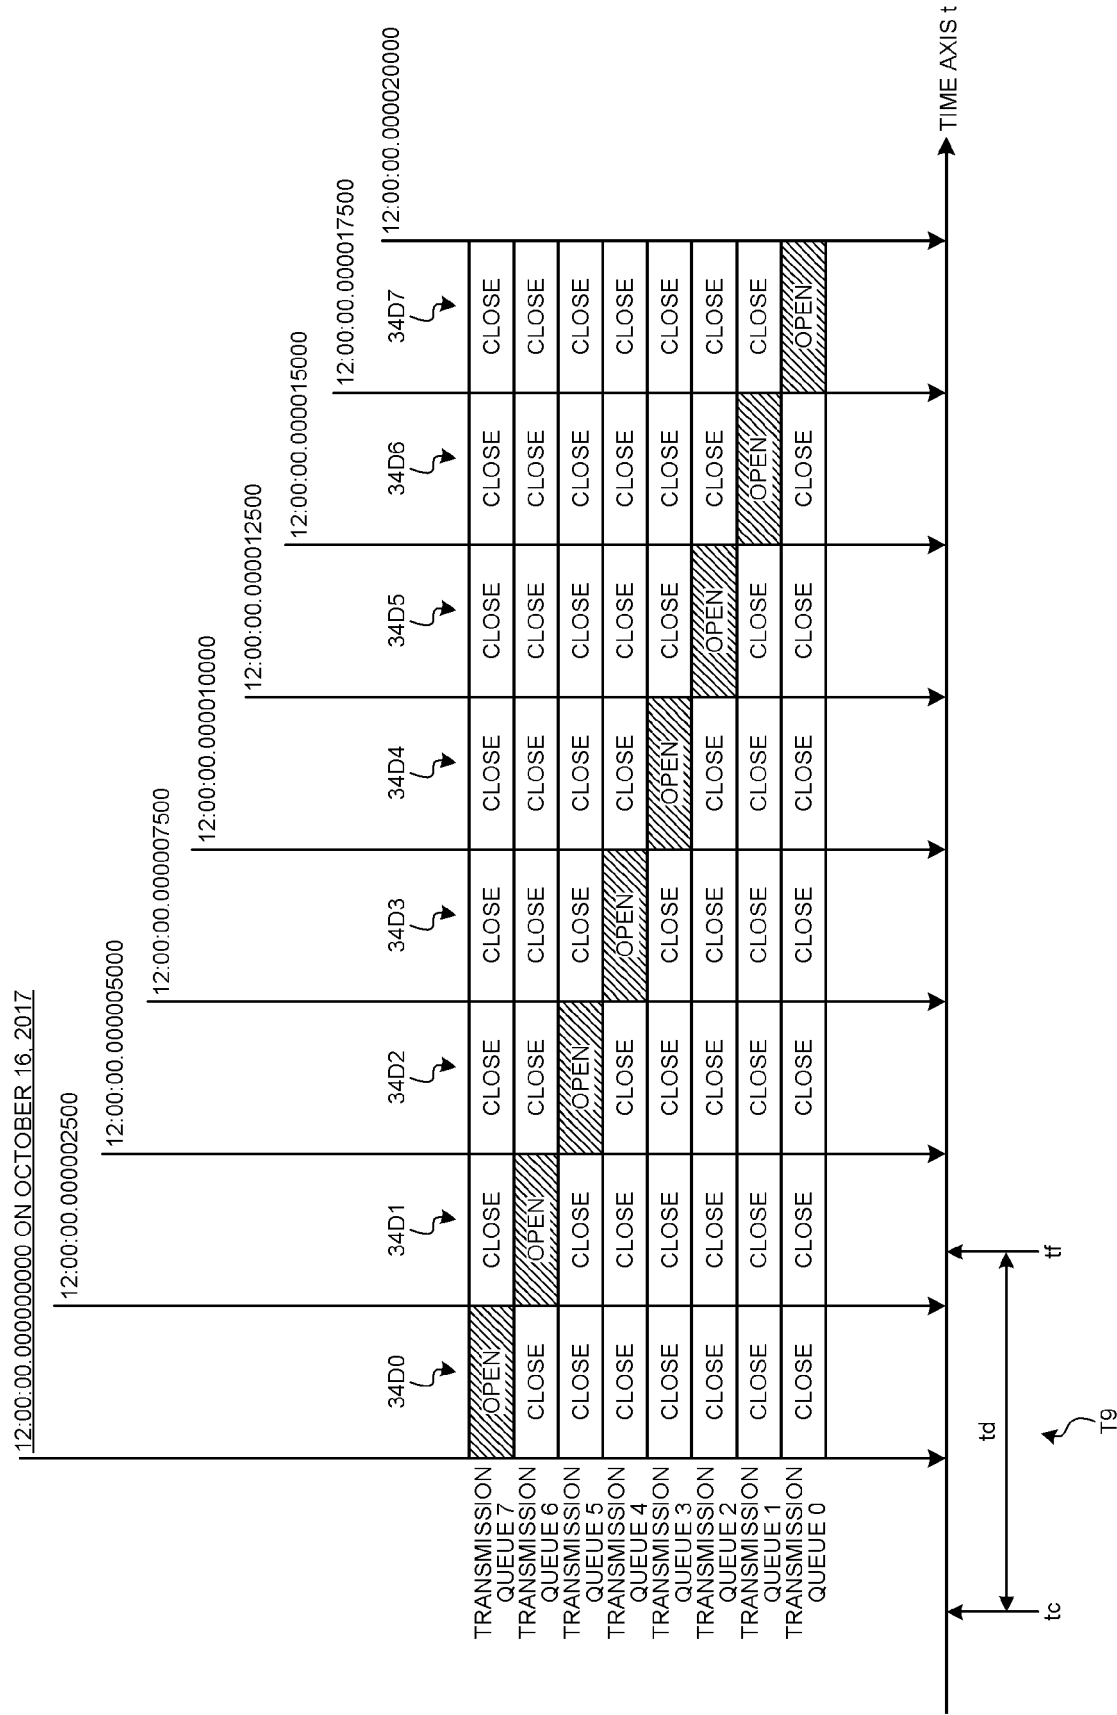 12:00:00.000000000 ON OCTOBER 16, 2017
12:00:00.000002500
12:00:00.000005000
12:00:00.000007500
12:00:00.000010000
12:00:00.000012500
12:00:00.000015000
12:00:00.000017500
12:00:00.000020000
34D0 34D1 34D2 34D3 34D4 34D5 34D6 34D7
TRANSMISSION
QUEUE 7
OPEN CLOSE CLOSE CLOSE CLOSE CLOSE CLOSE CLOSE
TRANSMISSION
QUEUE 6
CLOSE OPEN CLOSE CLOSE CLOSE CLOSE CLOSE CLOSE
TRANSMISSION
QUEUE 5
CLOSE CLOSE OPEN CLOSE CLOSE CLOSE CLOSE CLOSE
TRANSMISSION
QUEUE 4
CLOSE CLOSE CLOSE OPEN CLOSE CLOSE CLOSE CLOSE
TRANSMISSION
QUEUE 3
CLOSE CLOSE CLOSE CLOSE OPEN CLOSE CLOSE CLOSE
TRANSMISSION
QUEUE 2
CLOSE CLOSE CLOSE CLOSE CLOSE OPEN CLOSE CLOSE
TRANSMISSION
QUEUE 1
CLOSE CLOSE CLOSE CLOSE CLOSE CLOSE OPEN CLOSE
TRANSMISSION
QUEUE 0
CLOSE CLOSE CLOSE CLOSE CLOSE CLOSE CLOSE OPEN
TIME AXIS t
td
tc tf
T9